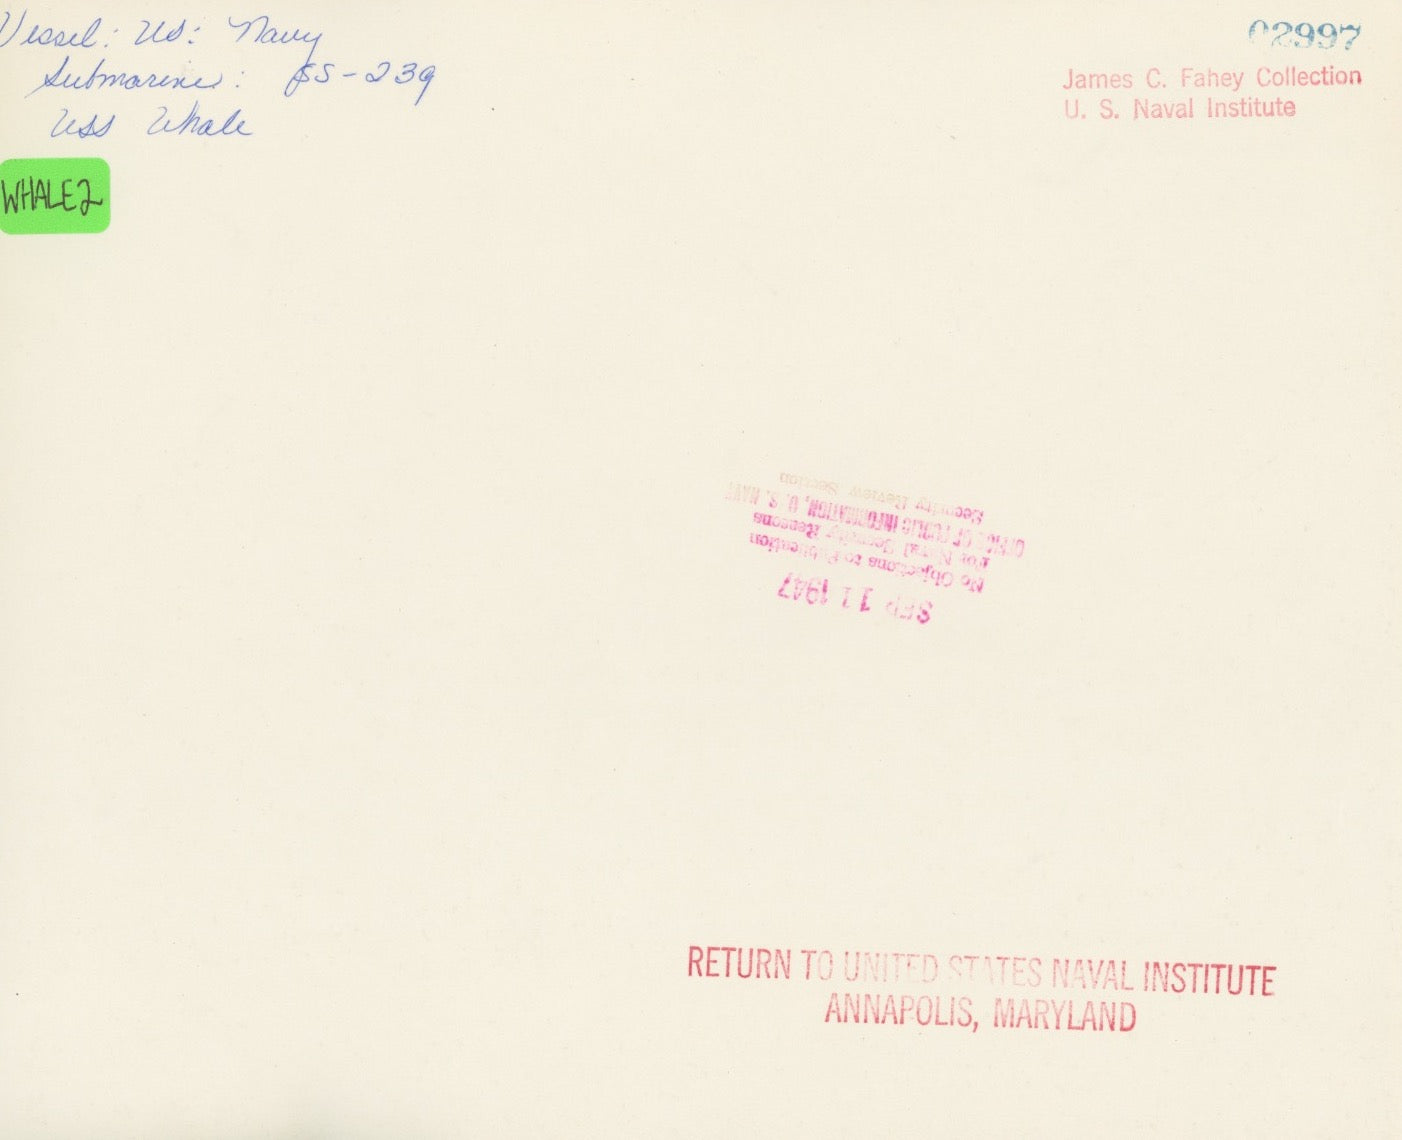 Vessel: US: Navy
Submarine: SS-239
USS Whale
WHALE2
02997
James C. Fahey Collection
U. S. Naval Institute
SEP 11 1947
No Objections to Publication
For Naval Security Reasons
OFFICE OF PUBLIC INFORMATION, U. S. NAVY
Security Review Section
RETURN TO UNITED STATES NAVAL INSTITUTE
ANNAPOLIS, MARYLAND